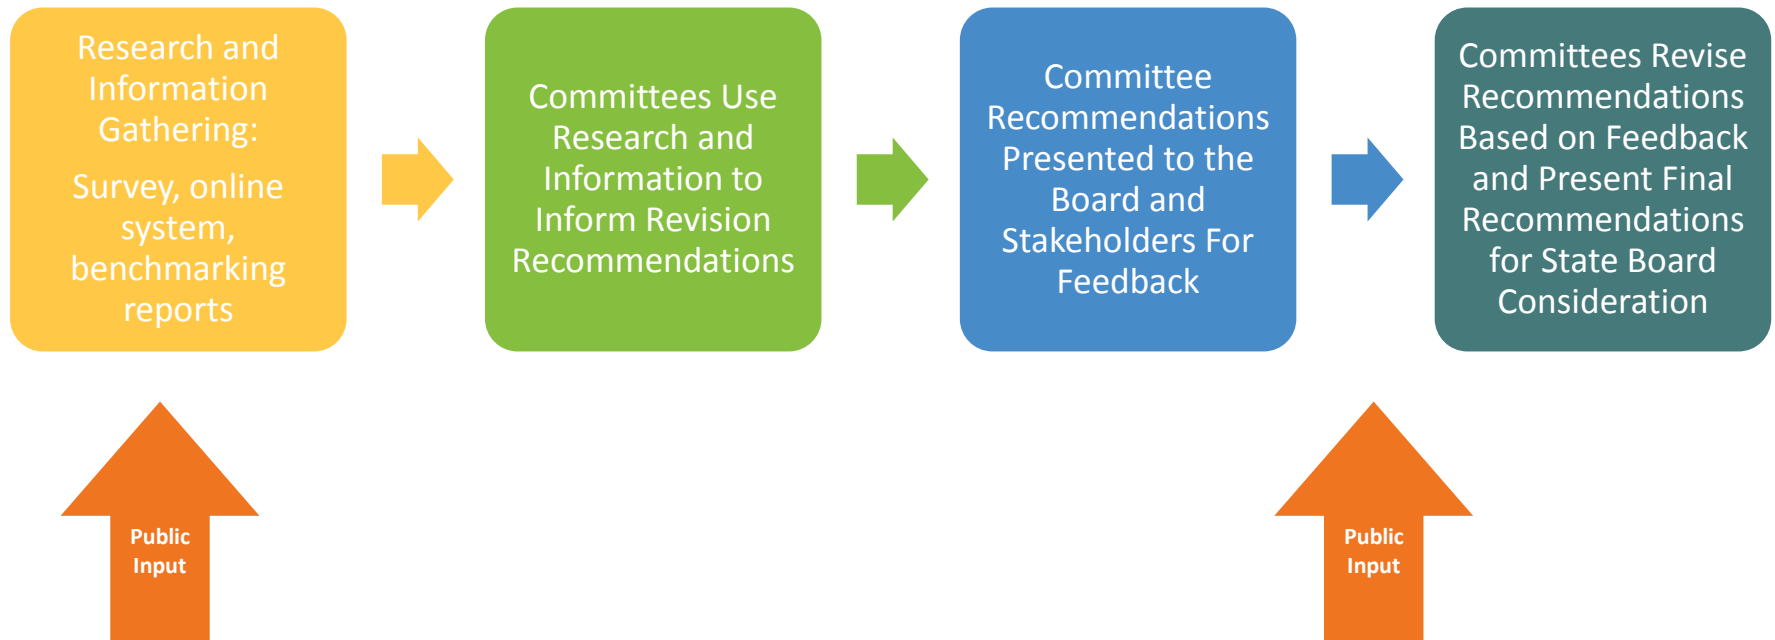 Research and
Information
Gathering:
Survey, online
system,
benchmarking
reports
Committees Use
Research and
Information to
Inform Revision
Recommendations
Committee
Recommendations
Presented to the
Board and
Stakeholders For
Feedback
Committees Revise
Recommendations
Based on Feedback
and Present Final
Recommendations
for State Board
Consideration
Public
Input
Public
Input